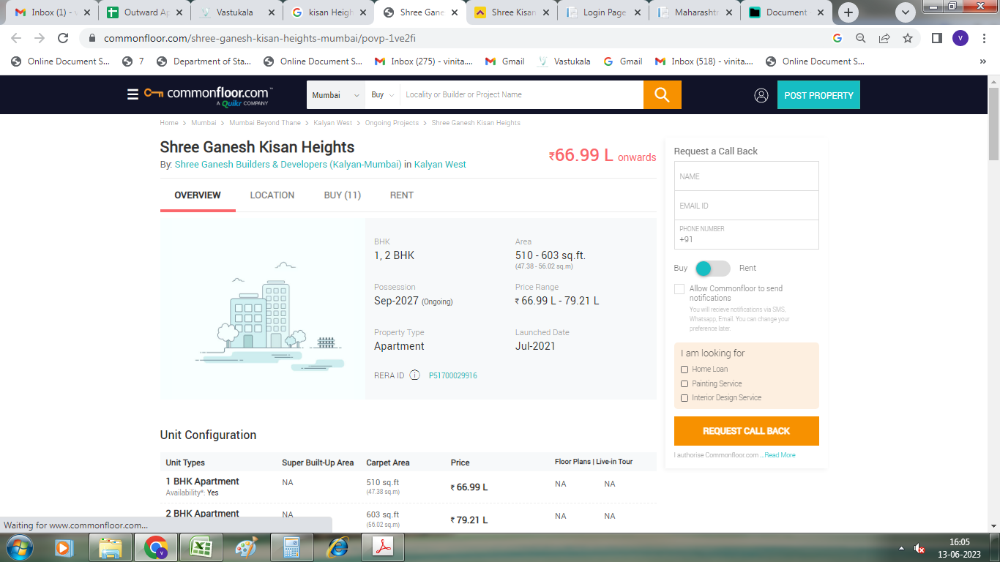 Inbox (1) - v
Outward Ap
Vastukala
kisan Heigh
Shree Gane
Shree Kisan
Login Page
Maharashtr
Document
commonfloor.com/shree-ganesh-kisan-heights-mumbai/povp-1ve2fi
V
Online Document S...
7
Department of Sta...
Online Document S...
Inbox (275) - vinita....
Gmail
Vastukala
Gmail
Inbox (518) - vinita....
Online Document S...
»
commonfloor.com™
A Quikr COMPANY
Mumbai
Buy
Locality or Builder or Project Name
POST PROPERTY
Home > Mumbai > Mumbai Beyond Thane > Kalyan West > Ongoing Projects > Shree Ganesh Kisan Heights
Shree Ganesh Kisan Heights
By: Shree Ganesh Builders & Developers (Kalyan-Mumbai) in Kalyan West
₹66.99 L onwards
OVERVIEW
LOCATION
BUY (11)
RENT
BHK
1, 2 BHK
Area
510 - 603 sq.ft.
(47.38 - 56.02 sq.m)
Possession
Sep-2027 (Ongoing)
Price Range
₹ 66.99 L - 79.21 L
Property Type
Apartment
Launched Date
Jul-2021
RERA ID
P51700029916
Request a Call Back
NAME
EMAIL ID
PHONE NUMBER
+91
Buy
Rent
Allow Commonfloor to send
notifications
You will recieve notifications via SMS,
Whatsapp, Email. You can change your
preference later.
I am looking for
Home Loan
Painting Service
Interior Design Service
REQUEST CALL BACK
I authorise Commonfloor.com ...Read More
Unit Configuration
Unit Types
Super Built-Up Area
Carpet Area
Price
Floor Plans | Live-in Tour
1 BHK Apartment
Availability*: Yes
NA
510 sq.ft
(47.38 sq.m)
₹ 66.99 L
NA
NA
2 BHK Apartment
NA
603 sq.ft
(56.02 sq.m)
₹ 79.21 L
NA
NA
Waiting for www.commonfloor.com...
16:05
13-06-2023